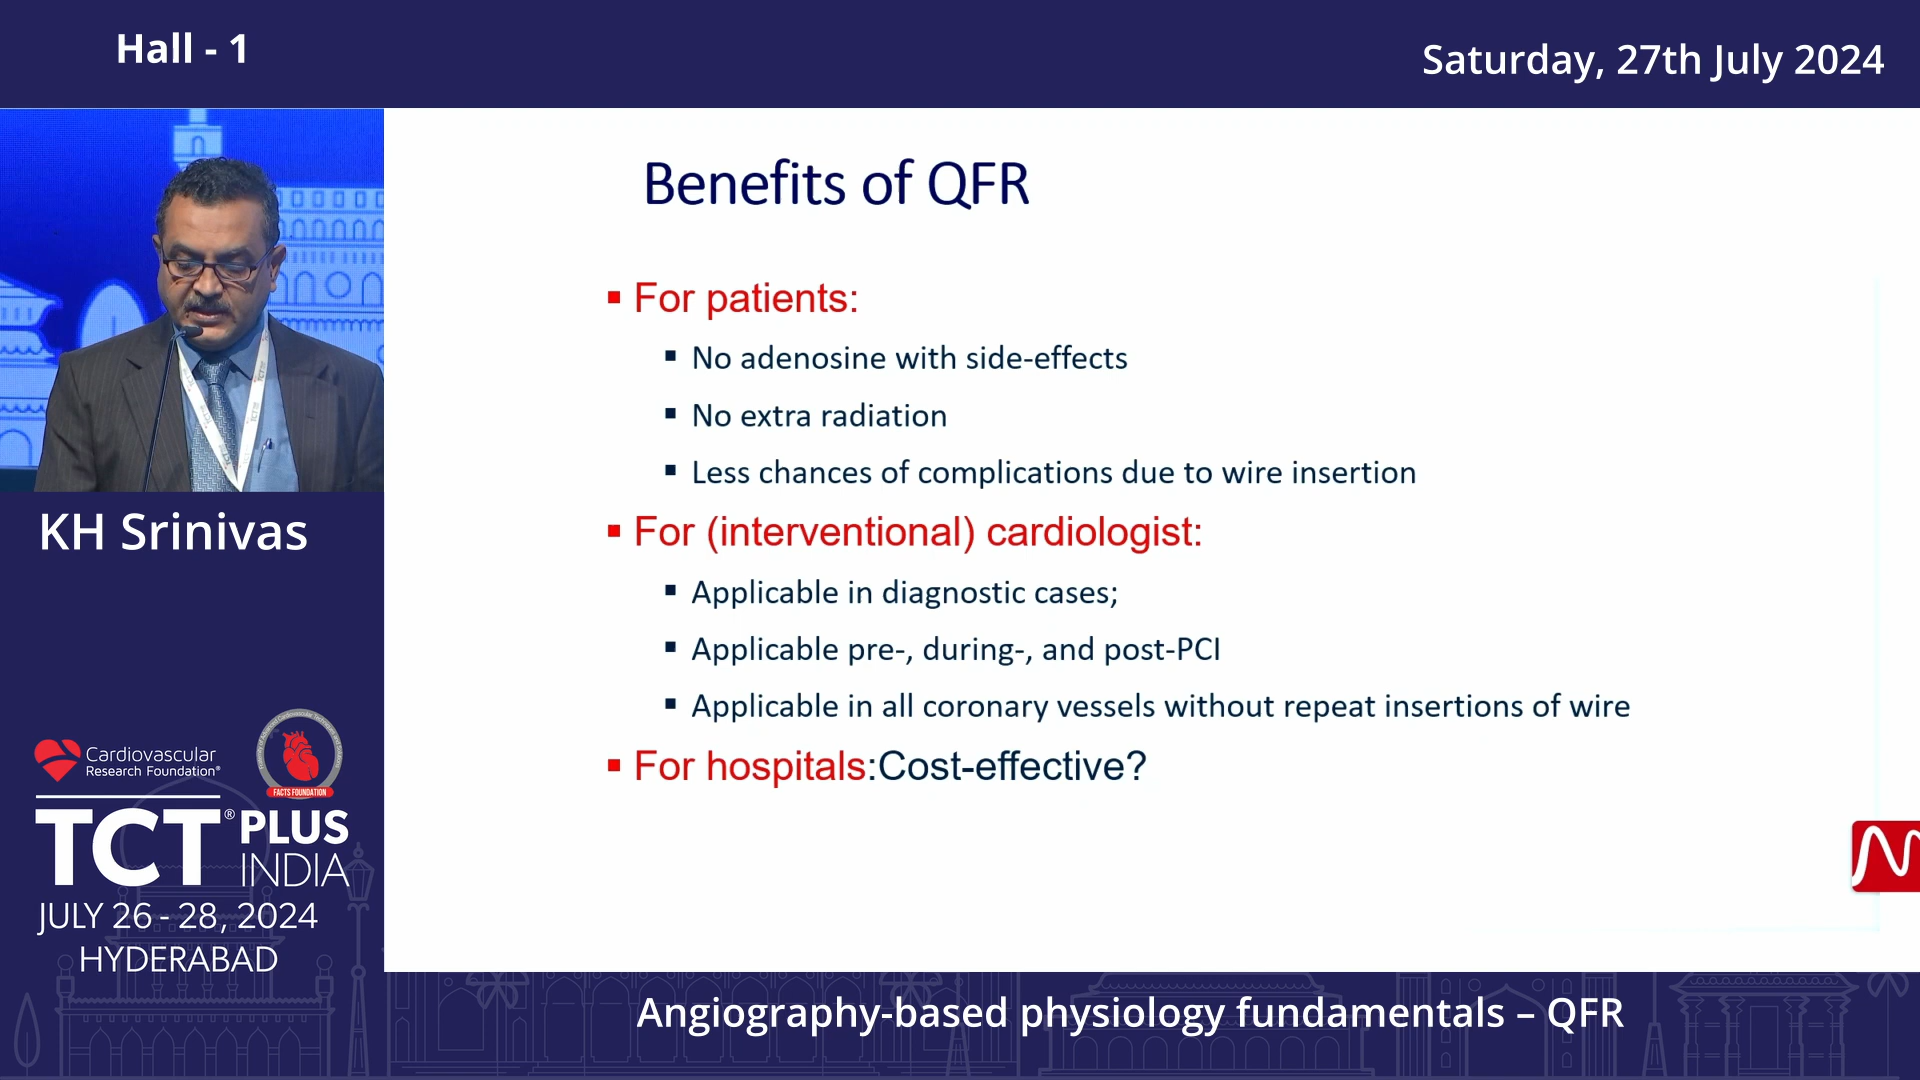 Hall - 1
Saturday, 27th July 2024
Benefits of QFR
▪ For patients:
▪ No adenosine with side-effects
▪ No extra radiation
▪ Less chances of complications due to wire insertion
▪ For (interventional) cardiologist:
▪ Applicable in diagnostic cases;
▪ Applicable pre-, during-, and post-PCI
▪ Applicable in all coronary vessels without repeat insertions of wire
▪ For hospitals:Cost-effective?
KH Srinivas
Cardiovascular
Research Foundation®
FACTS FOUNDATION
TCT® PLUS
INDIA
JULY 26 - 28, 2024
HYDERABAD
Angiography-based physiology fundamentals – QFR